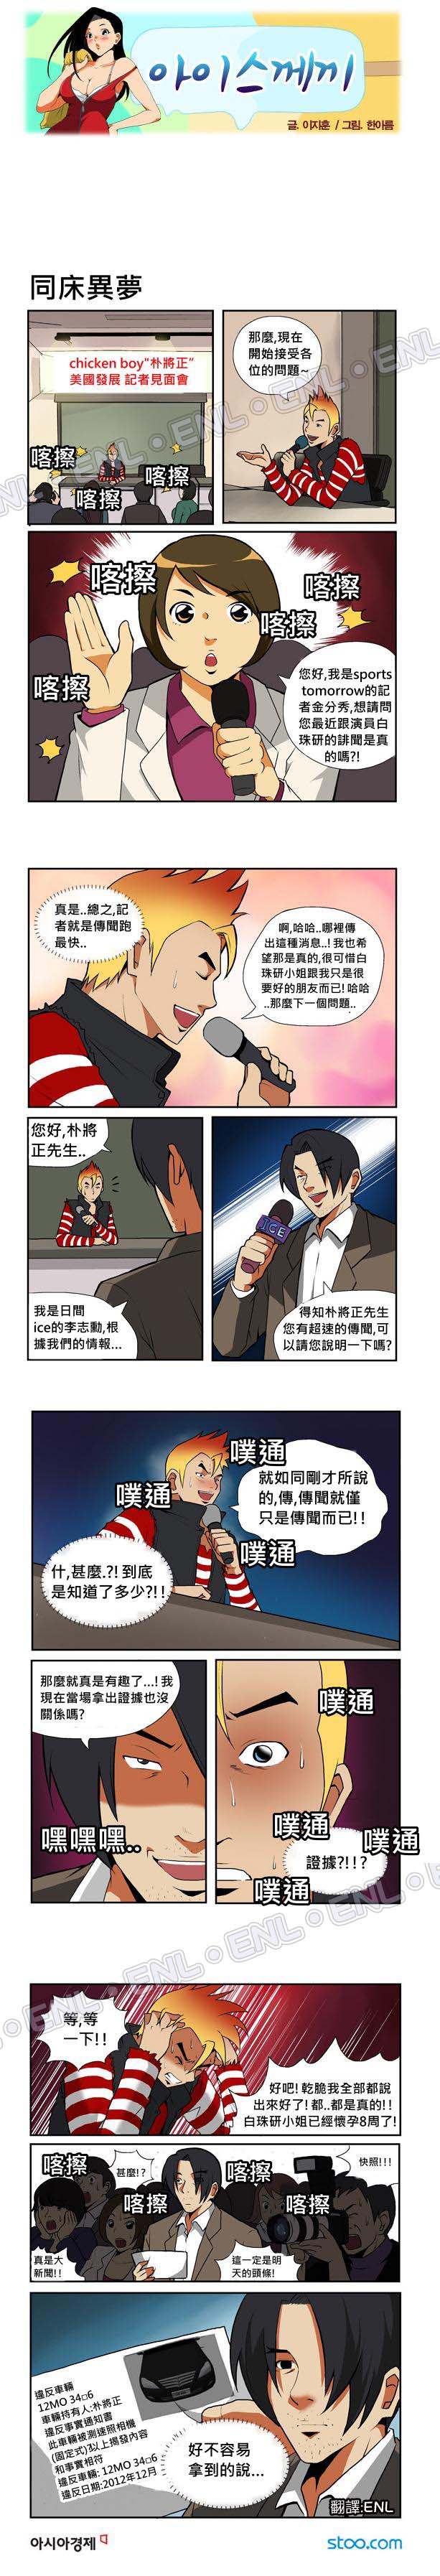 아이스께끼
글. 이지훈 / 그림. 한아름
同床異夢
chicken boy"朴將正"
美國發展 記者見面會
喀擦
喀擦
喀擦
那麼,現在
開始接受各
位的問題~
喀擦
喀擦
喀擦
喀擦
您好,我是sports
tomorrow的記
者金分秀,想請問
您最近跟演員白
珠研的誹聞是真
的嗎?!
真是..總之,記
者就是傳聞跑
最快..
啊,哈哈..哪裡傳
出這種消息..! 我也希
望那是真的,很可惜白
珠研小姐跟我只是很
要好的朋友而已! 哈哈
..那麼下一個問題..
您好,朴將
正先生..
我是日間
ice的李志勳,根
據我們的情報...
ICE
得知朴將正先生
您有超速的傳聞,可
以請您說明一下嗎?
噗通
噗通
噗通
就如同剛才所說
的,傳,傳聞就僅
只是傳聞而已!!
什,甚麼.?! 到底
是知道了多少?!!
那麼就真是有趣了...! 我
現在當場拿出證據也沒
關係嗎?
嘿嘿嘿..
噗通
噗通
噗通
證據?!!?
噗通
ENL
等,等
一下!!
好吧! 乾脆我全部都說
出來好了! 都..都是真的!!
白珠研小姐已經懷孕8周了!
喀擦
甚麼!?
喀擦
喀擦
喀擦
快照!!!
真是大
新聞!!
這一定是明
天的頭條!
違反車輛
12MO 34□6
車輛持有人:朴將正
違反事實通知書
此車輛被測速照相機
(固定式)以上揭發內容
和事實相符
違反車輛: 12MO 34□6
違反日期:2012年12月
好不容易
拿到的說...
翻譯:ENL
아시아경제
stoo.com